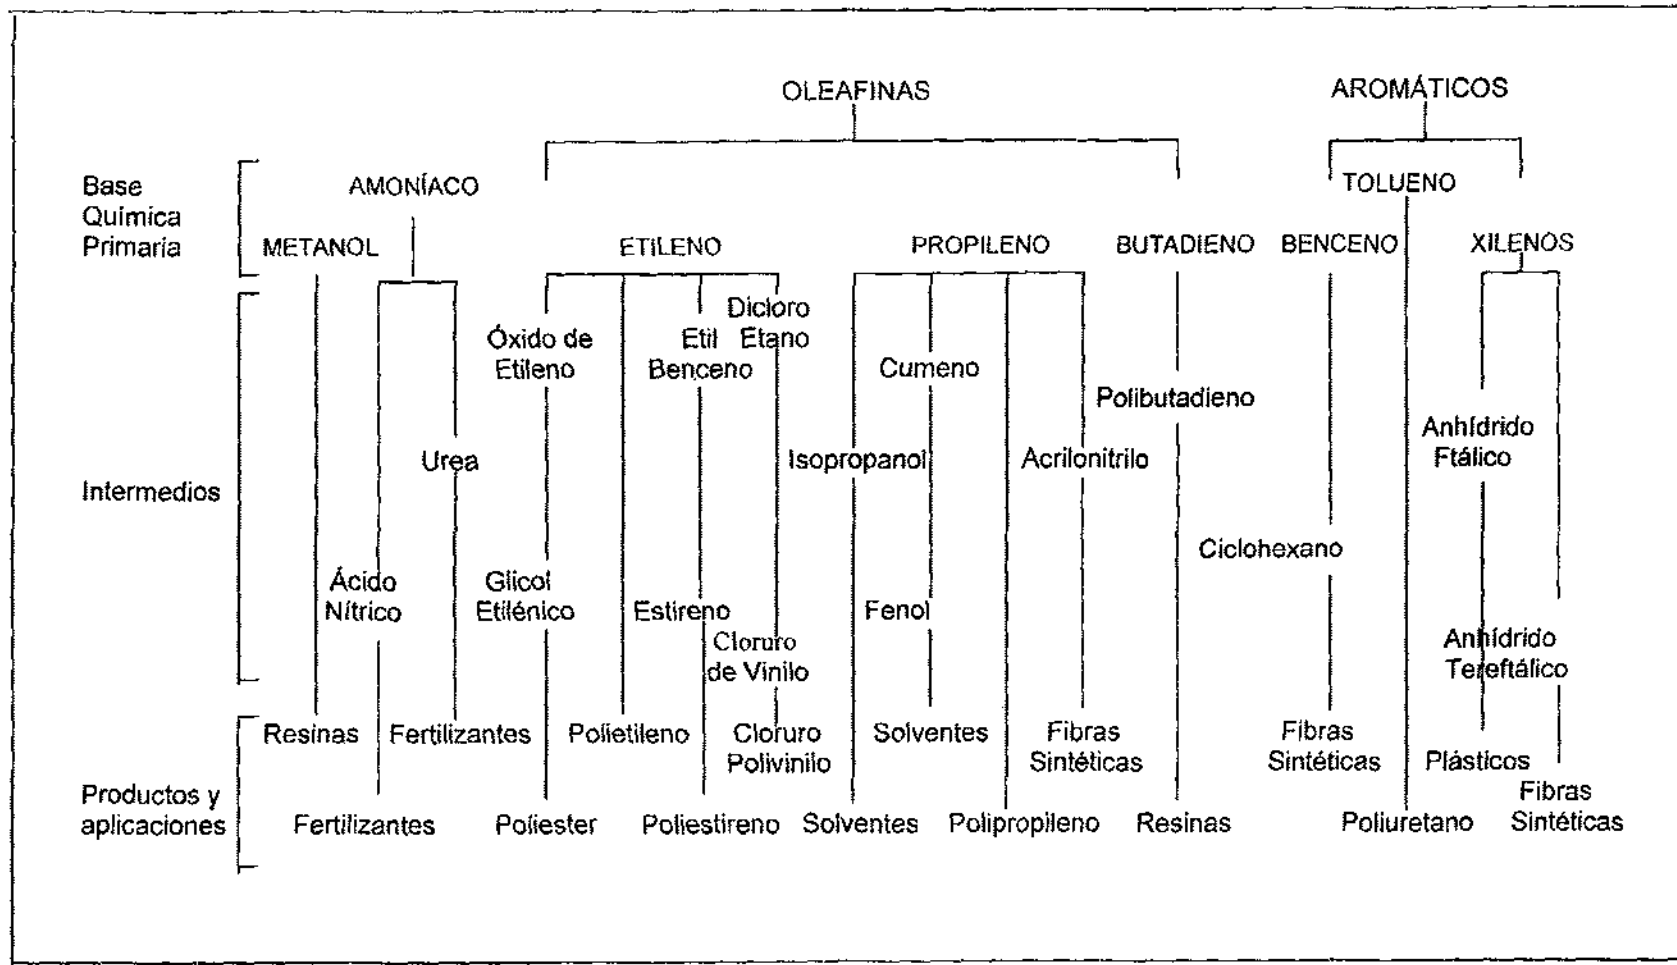 OLEAFINAS
AROMÁTICOS
Base
Química
Primaria
AMONÍACO
TOLUENO
METANOL
ETILENO
PROPILENO
BUTADIENO
BENCENO
XILENOS
Intermedios
Óxido de
Etileno
Etil
Benceno
Dicloro
Etano
Cumeno
Polibutadieno
Urea
Isopropanol
Acrilonitrilo
Anhídrido
Ftálico
Ciclohexano
Ácido
Nítrico
Glicol
Etilénico
Estireno
Cloruro
de Vinilo
Fenol
Anhídrido
Tereftálico
Productos y
aplicaciones
Resinas
Fertilizantes
Polietileno
Cloruro
Polivinilo
Solventes
Fibras
Sintéticas
Fibras
Sintéticas
Plásticos
Fibras
Sintéticas
Fertilizantes
Poliester
Poliestireno
Solventes
Polipropileno
Resinas
Poliuretano